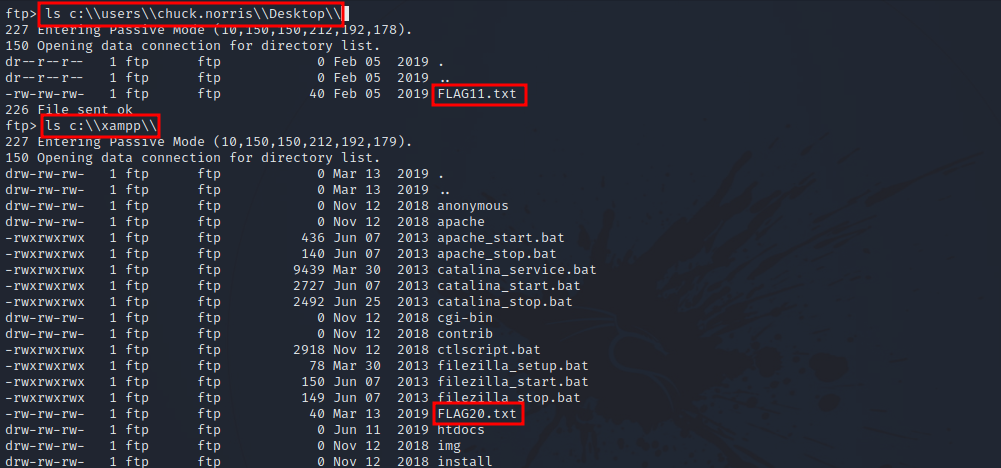 ftp> ls c:\\users\\chuck.norris\\Desktop\\
227 Entering Passive Mode (10,150,150,212,192,178).
150 Opening data connection for directory list.
dr--r--r--   1 ftp      ftp            0 Feb 05  2019 .
dr--r--r--   1 ftp      ftp            0 Feb 05  2019 ..
-rw-rw-rw-   1 ftp      ftp           40 Feb 05  2019 FLAG11.txt
226 File sent ok
ftp> ls c:\\xampp\\
227 Entering Passive Mode (10,150,150,212,192,179).
150 Opening data connection for directory list.
drw-rw-rw-   1 ftp      ftp            0 Mar 13  2019 .
drw-rw-rw-   1 ftp      ftp            0 Mar 13  2019 ..
drw-rw-rw-   1 ftp      ftp            0 Nov 12  2018 anonymous
drw-rw-rw-   1 ftp      ftp            0 Nov 12  2018 apache
-rwxrwxrwx   1 ftp      ftp          436 Jun 07  2013 apache_start.bat
-rwxrwxrwx   1 ftp      ftp          140 Jun 07  2013 apache_stop.bat
-rwxrwxrwx   1 ftp      ftp         9439 Mar 30  2013 catalina_service.bat
-rwxrwxrwx   1 ftp      ftp         2727 Jun 07  2013 catalina_start.bat
-rwxrwxrwx   1 ftp      ftp         2492 Jun 25  2013 catalina_stop.bat
drw-rw-rw-   1 ftp      ftp            0 Nov 12  2018 cgi-bin
drw-rw-rw-   1 ftp      ftp            0 Nov 12  2018 contrib
-rwxrwxrwx   1 ftp      ftp         2918 Nov 12  2018 ctlscript.bat
-rwxrwxrwx   1 ftp      ftp           78 Mar 30  2013 filezilla_setup.bat
-rwxrwxrwx   1 ftp      ftp          150 Jun 07  2013 filezilla_start.bat
-rwxrwxrwx   1 ftp      ftp          149 Jun 07  2013 filezilla_stop.bat
-rw-rw-rw-   1 ftp      ftp           40 Mar 13  2019 FLAG20.txt
drw-rw-rw-   1 ftp      ftp            0 Jun 11  2019 htdocs
drw-rw-rw-   1 ftp      ftp            0 Nov 12  2018 img
drw-rw-rw-   1 ftp      ftp            0 Nov 12  2018 install